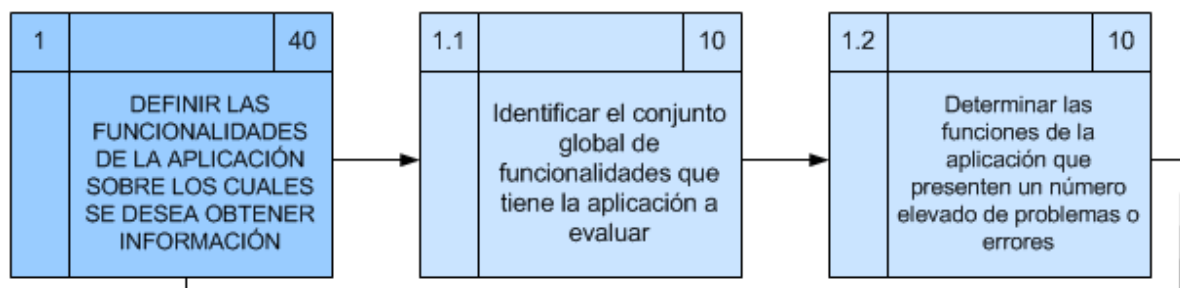 1 40
DEFINIR LAS
FUNCIONALIDADES
DE LA APLICACIÓN
SOBRE LOS CUALES
SE DESEA OBTENER
INFORMACIÓN
1.1 10
Identificar el conjunto
global de
funcionalidades que
tiene la aplicación a
evaluar
1.2 10
Determinar las
funciones de la
aplicación que
presenten un número
elevado de problemas o
errores